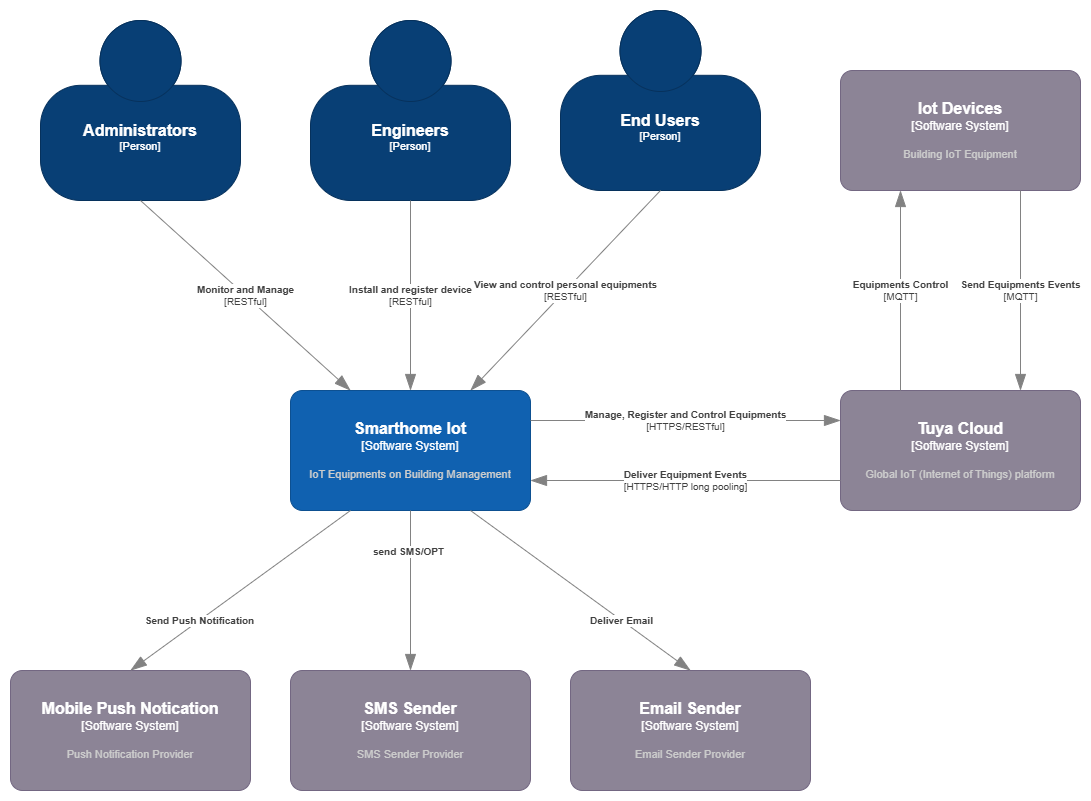 Administrators
[Person]
Engineers
[Person]
End Users
[Person]
Iot Devices
[Software System]
Building IoT Equipment
Monitor and Manage
[RESTful]
Install and register device
[RESTful]
View and control personal equipments
[RESTful]
Equipments Control
[MQTT]
Send Equipments Events
[MQTT]
Smarthome Iot
[Software System]
IoT Equipments on Building Management
Manage, Register and Control Equipments
[HTTPS/RESTful]
Deliver Equipment Events
[HTTPS/HTTP long pooling]
Tuya Cloud
[Software System]
Global IoT (Internet of Things) platform
send SMS/OPT
Send Push Notification
Deliver Email
Mobile Push Notication
[Software System]
Push Notification Provider
SMS Sender
[Software System]
SMS Sender Provider
Email Sender
[Software System]
Email Sender Provider